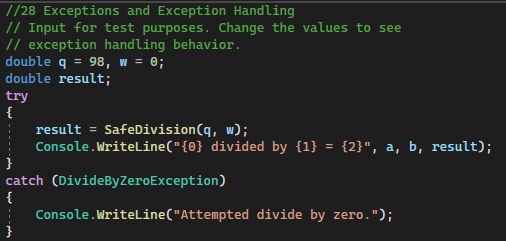 //28 Exceptions and Exception Handling
// Input for test purposes. Change the values to see
// exception handling behavior.
double q = 98, w = 0;
double result;
try
{
result = SafeDivision(q, w);
Console.WriteLine("{0} divided by {1} = {2}", a, b, result);
}
catch (DivideByZeroException)
{
Console.WriteLine("Attempted divide by zero.");
}